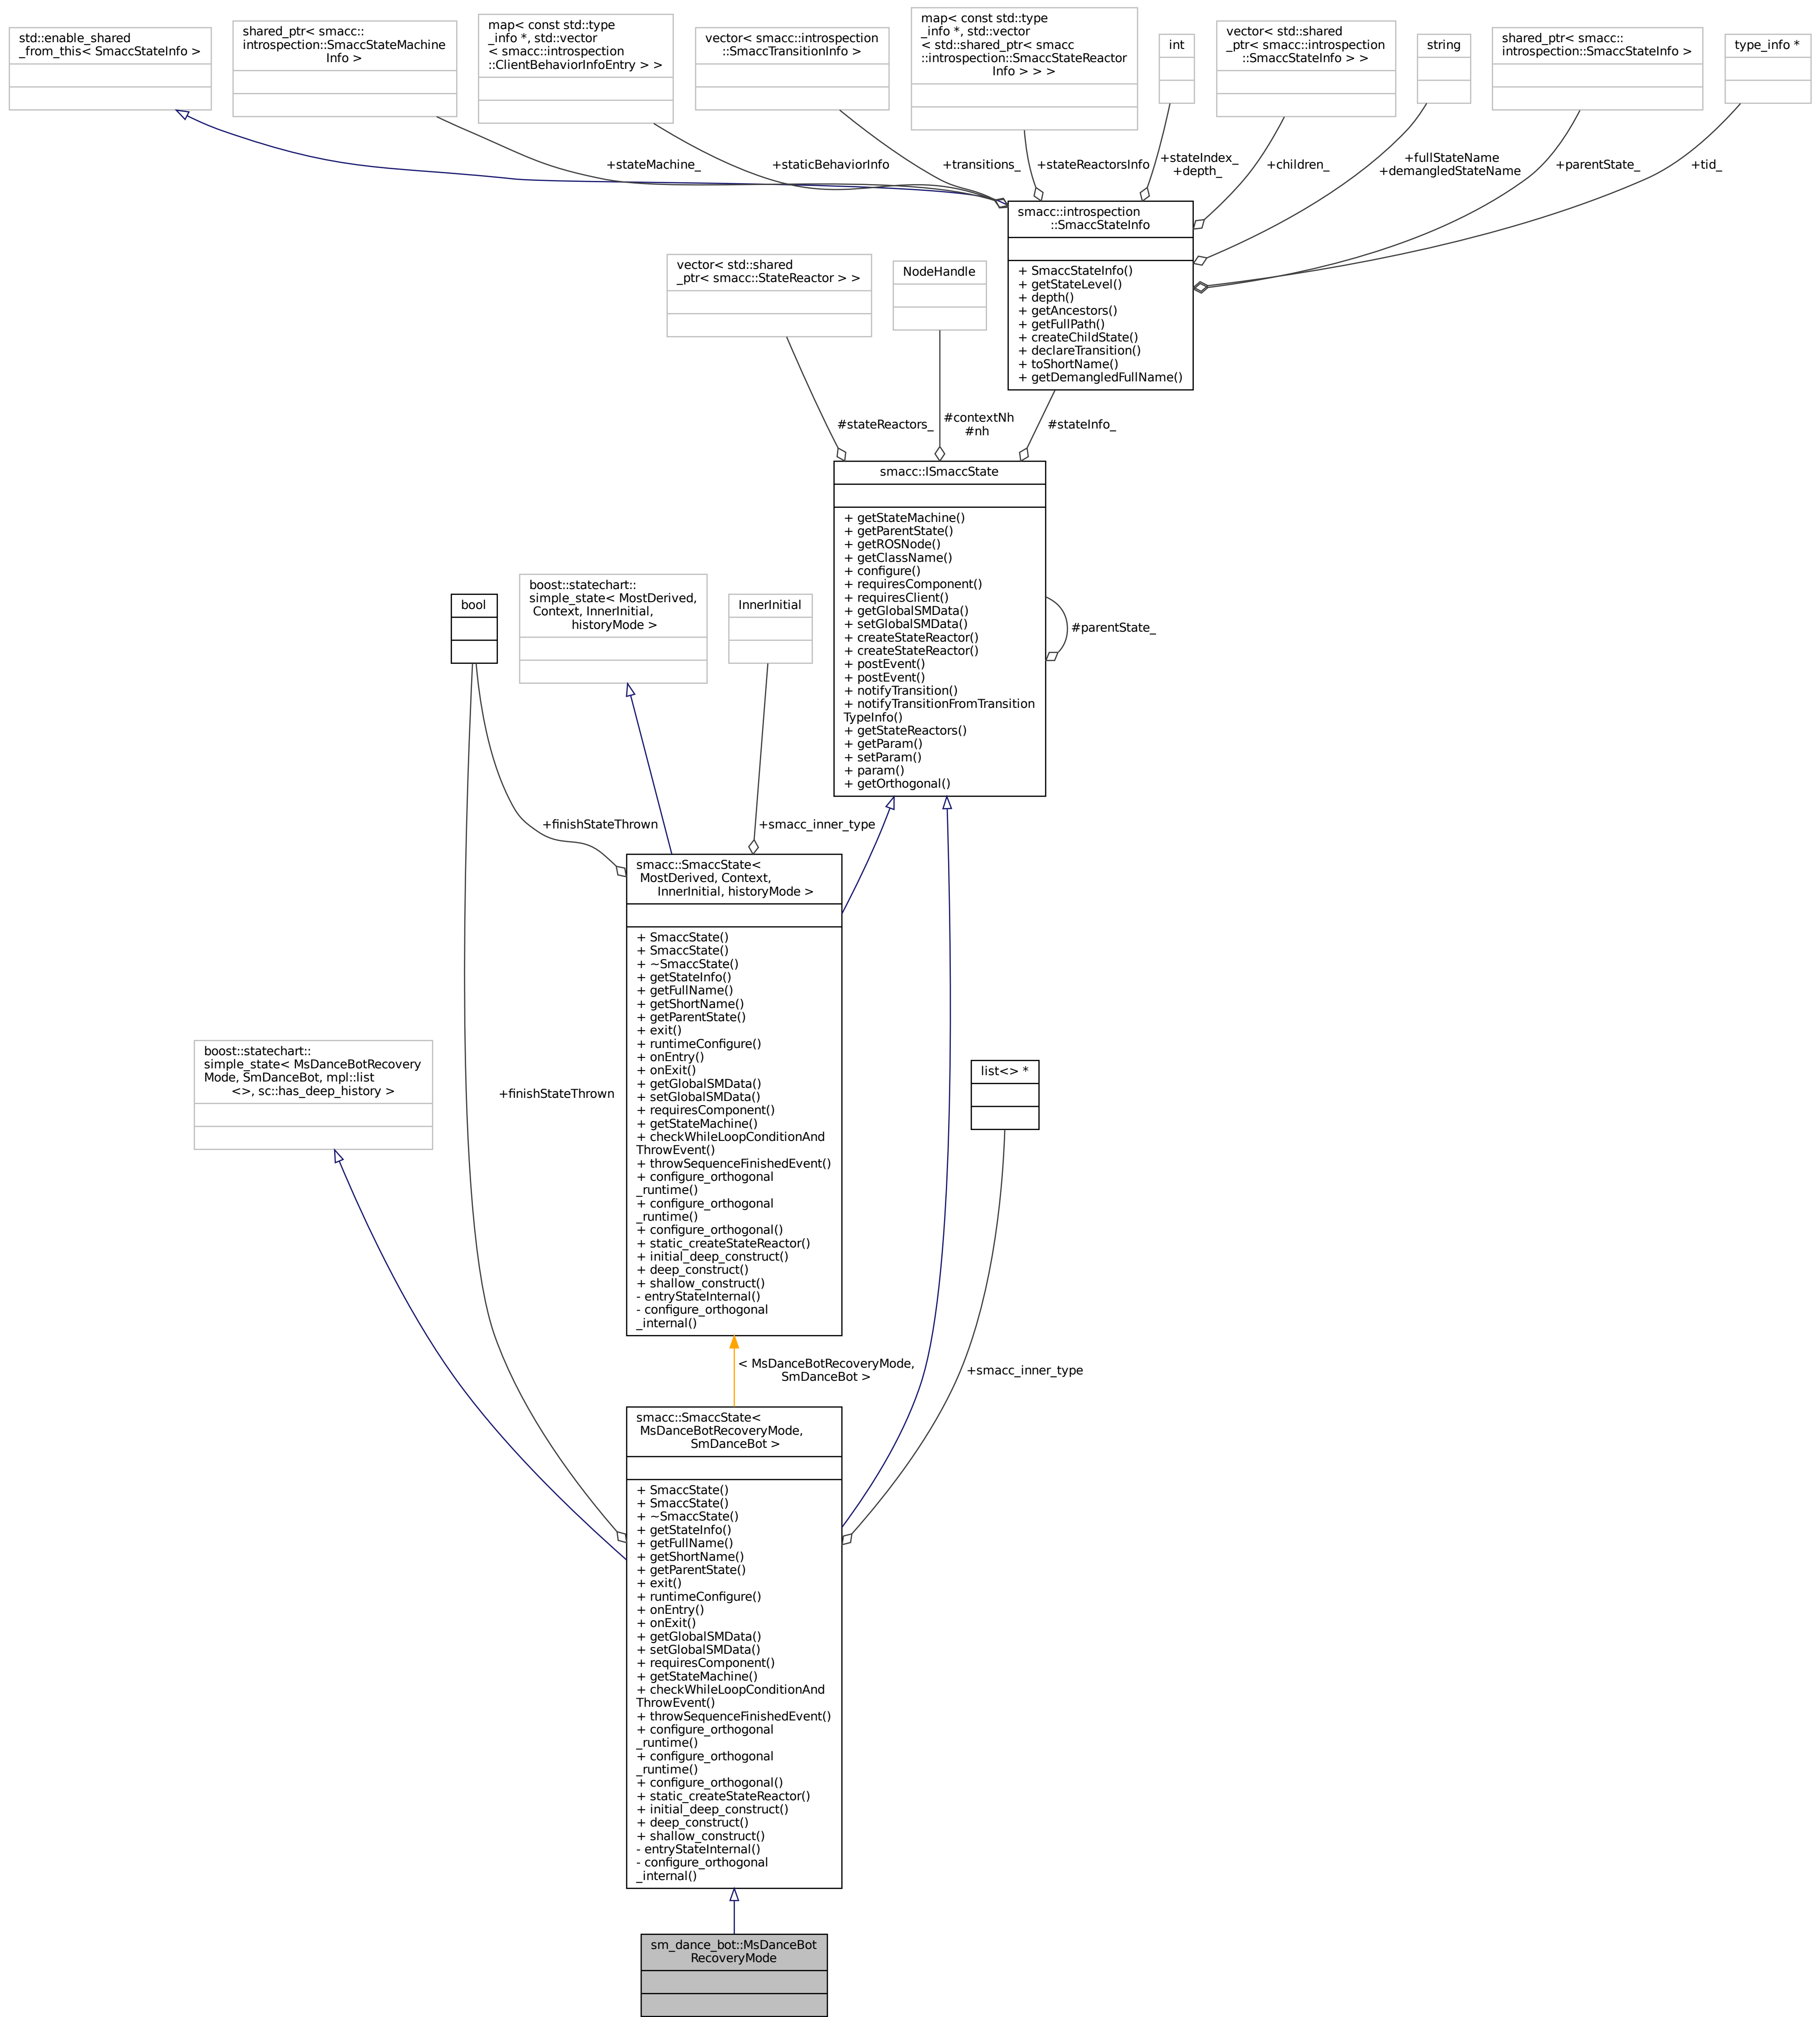 std::enable_shared
_from_this< SmaccStateInfo >
shared_ptr< smacc::
introspection::SmaccStateMachine
Info >
map< const std::type
_info *, std::vector
< smacc::introspection
::ClientBehaviorInfoEntry > >
vector< smacc::introspection
::SmaccTransitionInfo >
map< const std::type
_info *, std::vector
< std::shared_ptr< smacc
::introspection::SmaccStateReactor
Info > > >
int
vector< std::shared
_ptr< smacc::introspection
::SmaccStateInfo > >
string
shared_ptr< smacc::
introspection::SmaccStateInfo >
type_info *
+stateMachine_
+staticBehaviorInfo
+transitions_
+stateReactorsInfo
+stateIndex_
+depth_
+children_
+fullStateName
+demangledStateName
+parentState_
+tid_
smacc::introspection
::SmaccStateInfo
+ SmaccStateInfo()
+ getStateLevel()
+ depth()
+ getAncestors()
+ getFullPath()
+ createChildState()
+ declareTransition()
+ toShortName()
+ getDemangledFullName()
vector< std::shared
_ptr< smacc::StateReactor > >
NodeHandle
#stateReactors_
#contextNh
#nh
#stateInfo_
smacc::ISmaccState
+ getStateMachine()
+ getParentState()
+ getROSNode()
+ getClassName()
+ configure()
+ requiresComponent()
+ requiresClient()
+ getGlobalSMData()
+ setGlobalSMData()
+ createStateReactor()
+ createStateReactor()
+ postEvent()
+ postEvent()
+ notifyTransition()
+ notifyTransitionFromTransition
TypeInfo()
+ getStateReactors()
+ getParam()
+ setParam()
+ param()
+ getOrthogonal()
#parentState_
bool
boost::statechart::
simple_state< MostDerived,
Context, InnerInitial,
historyMode >
InnerInitial
+finishStateThrown
+smacc_inner_type
smacc::SmaccState<
MostDerived, Context,
InnerInitial, historyMode >
+ SmaccState()
+ SmaccState()
+ ~SmaccState()
+ getStateInfo()
+ getFullName()
+ getShortName()
+ getParentState()
+ exit()
+ runtimeConfigure()
+ onEntry()
+ onExit()
+ getGlobalSMData()
+ setGlobalSMData()
+ requiresComponent()
+ getStateMachine()
+ checkWhileLoopConditionAnd
ThrowEvent()
+ throwSequenceFinishedEvent()
+ configure_orthogonal
_runtime()
+ configure_orthogonal
_runtime()
+ configure_orthogonal()
+ static_createStateReactor()
+ initial_deep_construct()
+ deep_construct()
+ shallow_construct()
- entryStateInternal()
- configure_orthogonal
_internal()
boost::statechart::
simple_state< MsDanceBotRecovery
Mode, SmDanceBot, mpl::list
<>, sc::has_deep_history >
+finishStateThrown
list<> *
< MsDanceBotRecoveryMode,
SmDanceBot >
+smacc_inner_type
smacc::SmaccState<
MsDanceBotRecoveryMode,
SmDanceBot >
+ SmaccState()
+ SmaccState()
+ ~SmaccState()
+ getStateInfo()
+ getFullName()
+ getShortName()
+ getParentState()
+ exit()
+ runtimeConfigure()
+ onEntry()
+ onExit()
+ getGlobalSMData()
+ setGlobalSMData()
+ requiresComponent()
+ getStateMachine()
+ checkWhileLoopConditionAnd
ThrowEvent()
+ throwSequenceFinishedEvent()
+ configure_orthogonal
_runtime()
+ configure_orthogonal
_runtime()
+ configure_orthogonal()
+ static_createStateReactor()
+ initial_deep_construct()
+ deep_construct()
+ shallow_construct()
- entryStateInternal()
- configure_orthogonal
_internal()
sm_dance_bot::MsDanceBot
RecoveryMode